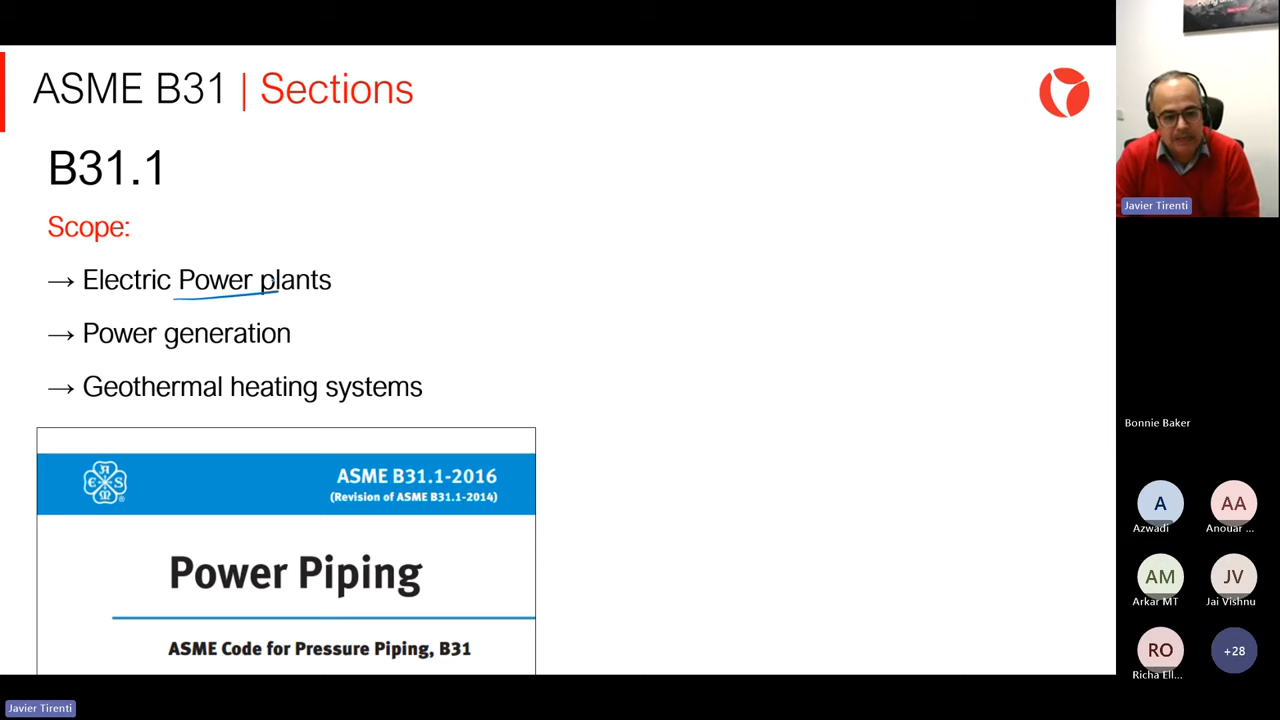 ASME B31 | Sections
B31.1
Scope:
→ Electric Power plants
→ Power generation
→ Geothermal heating systems
ASME B31.1-2016
(Revision of ASME B31.1-2014)
Power Piping
ASME Code for Pressure Piping, B31
Javier Tirenti
Bonnie Baker
A
AA
Azwadi
Anouar ...
AM
JV
Arkar MT
Jai Vishnu
RO
+28
Richa Ell...
Javier Tirenti